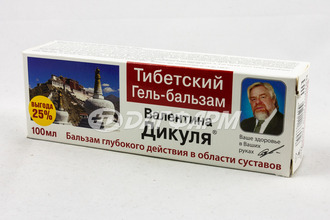 Тибетский
Гель-бальзам
Валентина
Дикуля®
ВЫГОДА
25%
100мл
Бальзам глубокого действия в области суставов
Ваше здоровье
в Ваших
руках